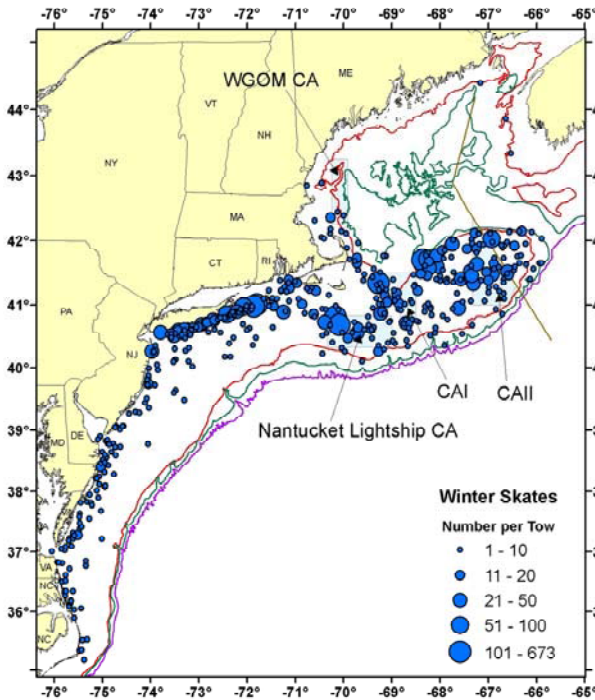 -76° -75° -74° -73° -72° -71° -70° -69° -68° -67° -66° -65°
ME
WGOM CA
VT
NH
NY
MA
CT
RI
PA
NJ
MD
DE
VA
NC
NC
44°
43°
42°
41°
40°
39°
38°
37°
36°
CAI
CAII
Nantucket Lightship CA
Winter Skates
Number per Tow
1 - 10
11 - 20
21 - 50
51 - 100
101 - 673
-76° -75° -74° -73° -72° -71° -70° -69° -68° -67° -66° -65°